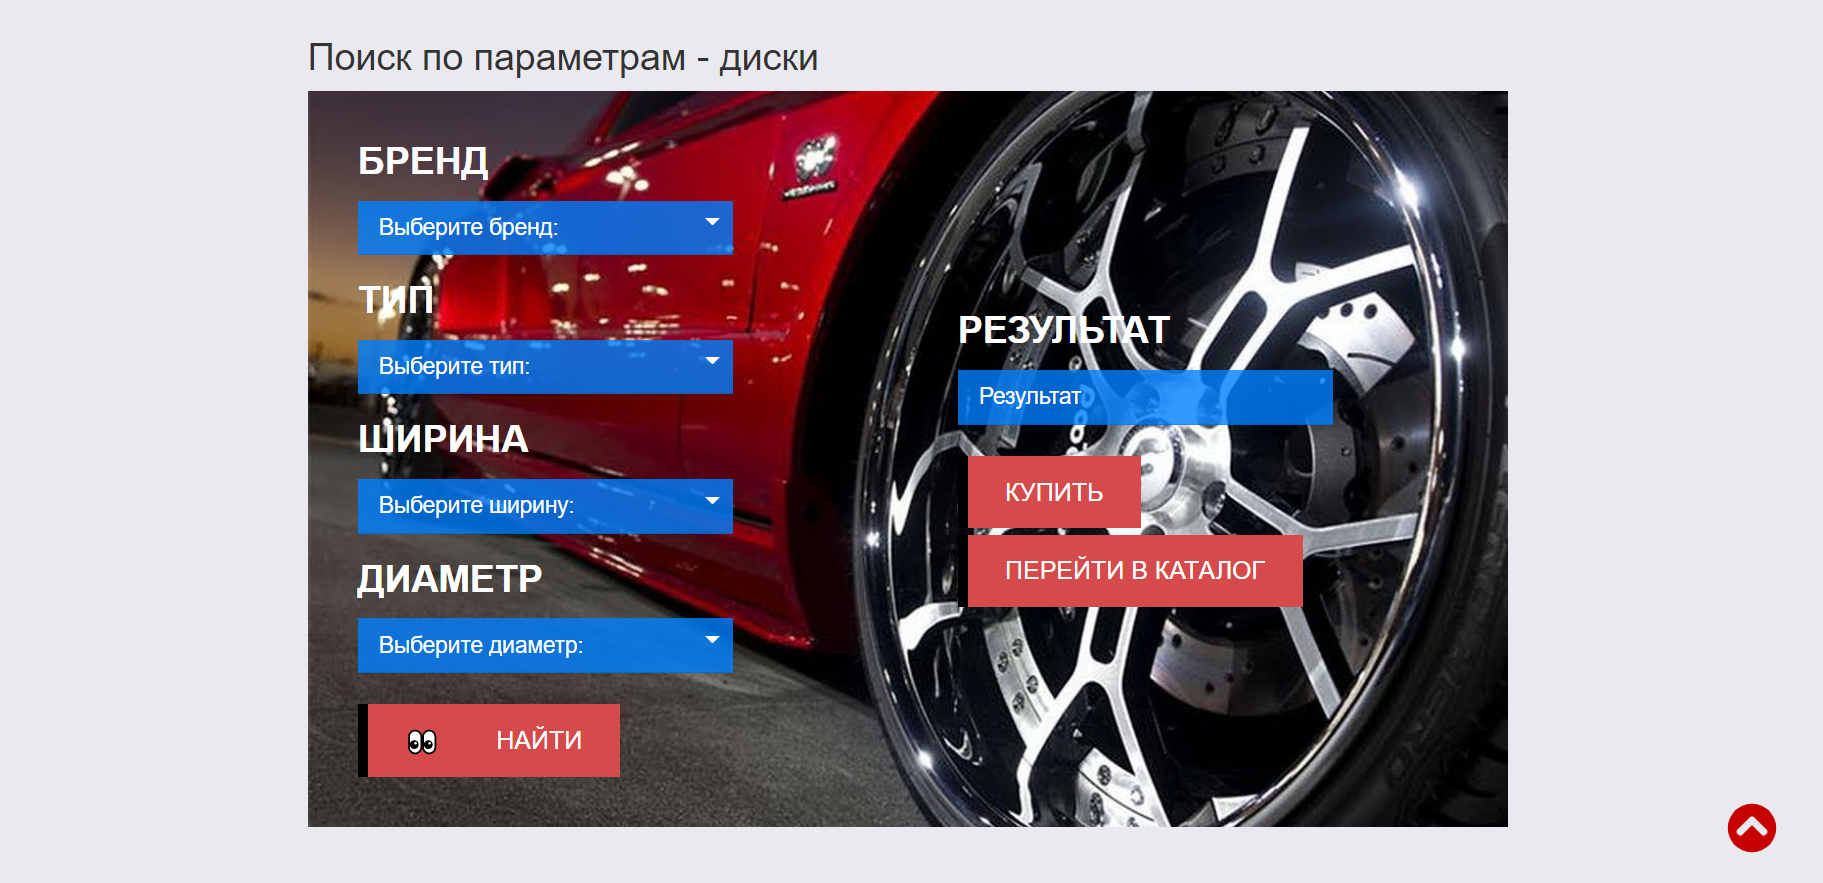 Поиск по параметрам - диски
БРЕНД
Выберите бренд:
ТИП
Выберите тип:
ШИРИНА
Выберите ширину:
ДИАМЕТР
Выберите диаметр:
НАЙТИ
РЕЗУЛЬТАТ
Результат
КУПИТЬ
ПЕРЕЙТИ В КАТАЛОГ